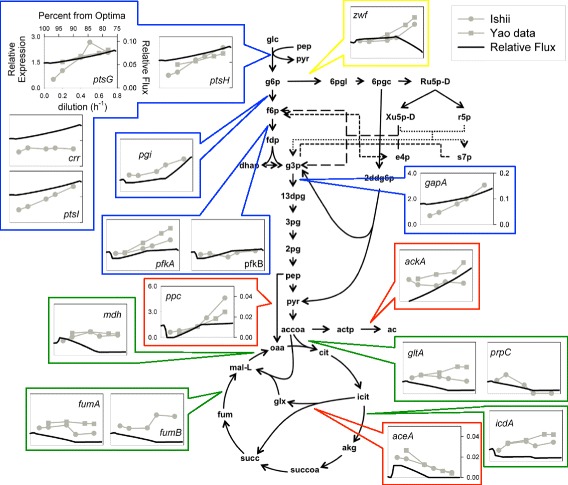 Percent from Optima
100 95 90 85 80 75
Relative Expression
3.0
1.5
0.0
0.10
0.05
0.00
Relative Flux
ptsG
0 0.2 0.4 0.6 0.8
dilution (h⁻¹)
ptsH
crr
ptsI
glc
pep
pyr
zwf
Ishii
Yao data
Relative Flux
g6p
6pgl
6pgc
Ru5p-D
f6p
Xu5p-D
r5p
fdp
pgi
dhap
g3p
e4p
s7p
2ddg6p
13dpg
3pg
2pg
pep
pyr
gapA
4.0
2.0
0.0
0.2
0.1
0.0
pfkA
pfkB
ppc
6.0
3.0
0.0
0.04
0.02
0.00
ackA
mdh
accoa
actp
ac
oaa
cit
mal-L
gltA
prpC
fumA
fumB
glx
icit
fum
icdA
akg
succ
succoa
aceA
0.04
0.02
0.00